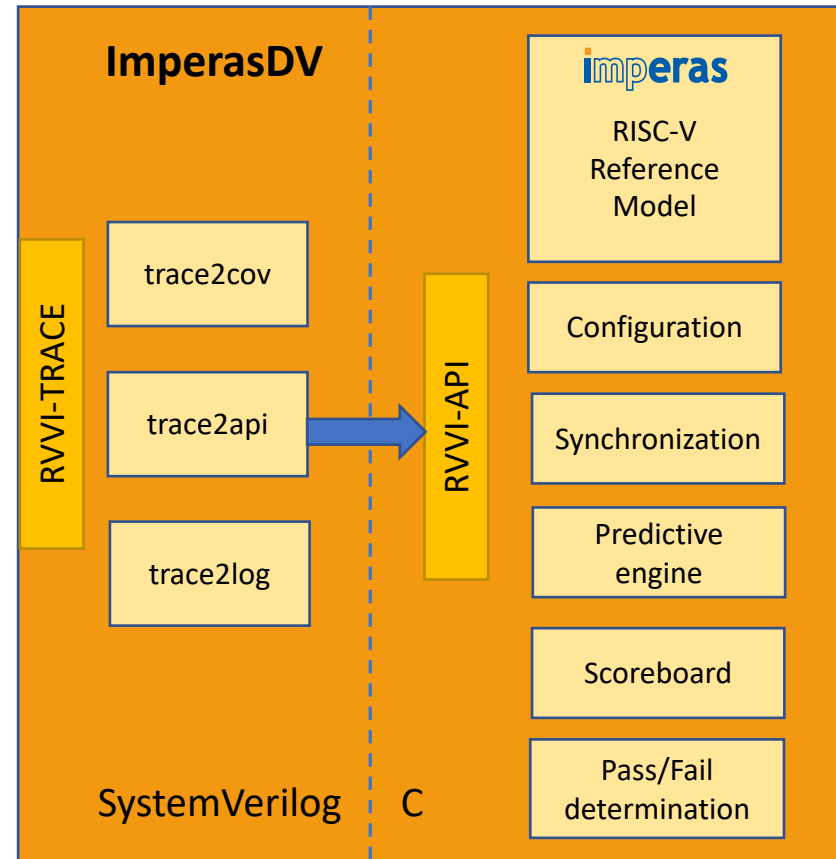 ImperasDV
RVVI-TRACE
trace2cov
trace2api
trace2log
SystemVerilog
RVVI-API
imperas
RISC-V
Reference
Model
Configuration
Synchronization
Predictive
engine
Scoreboard
Pass/Fail
determination
C